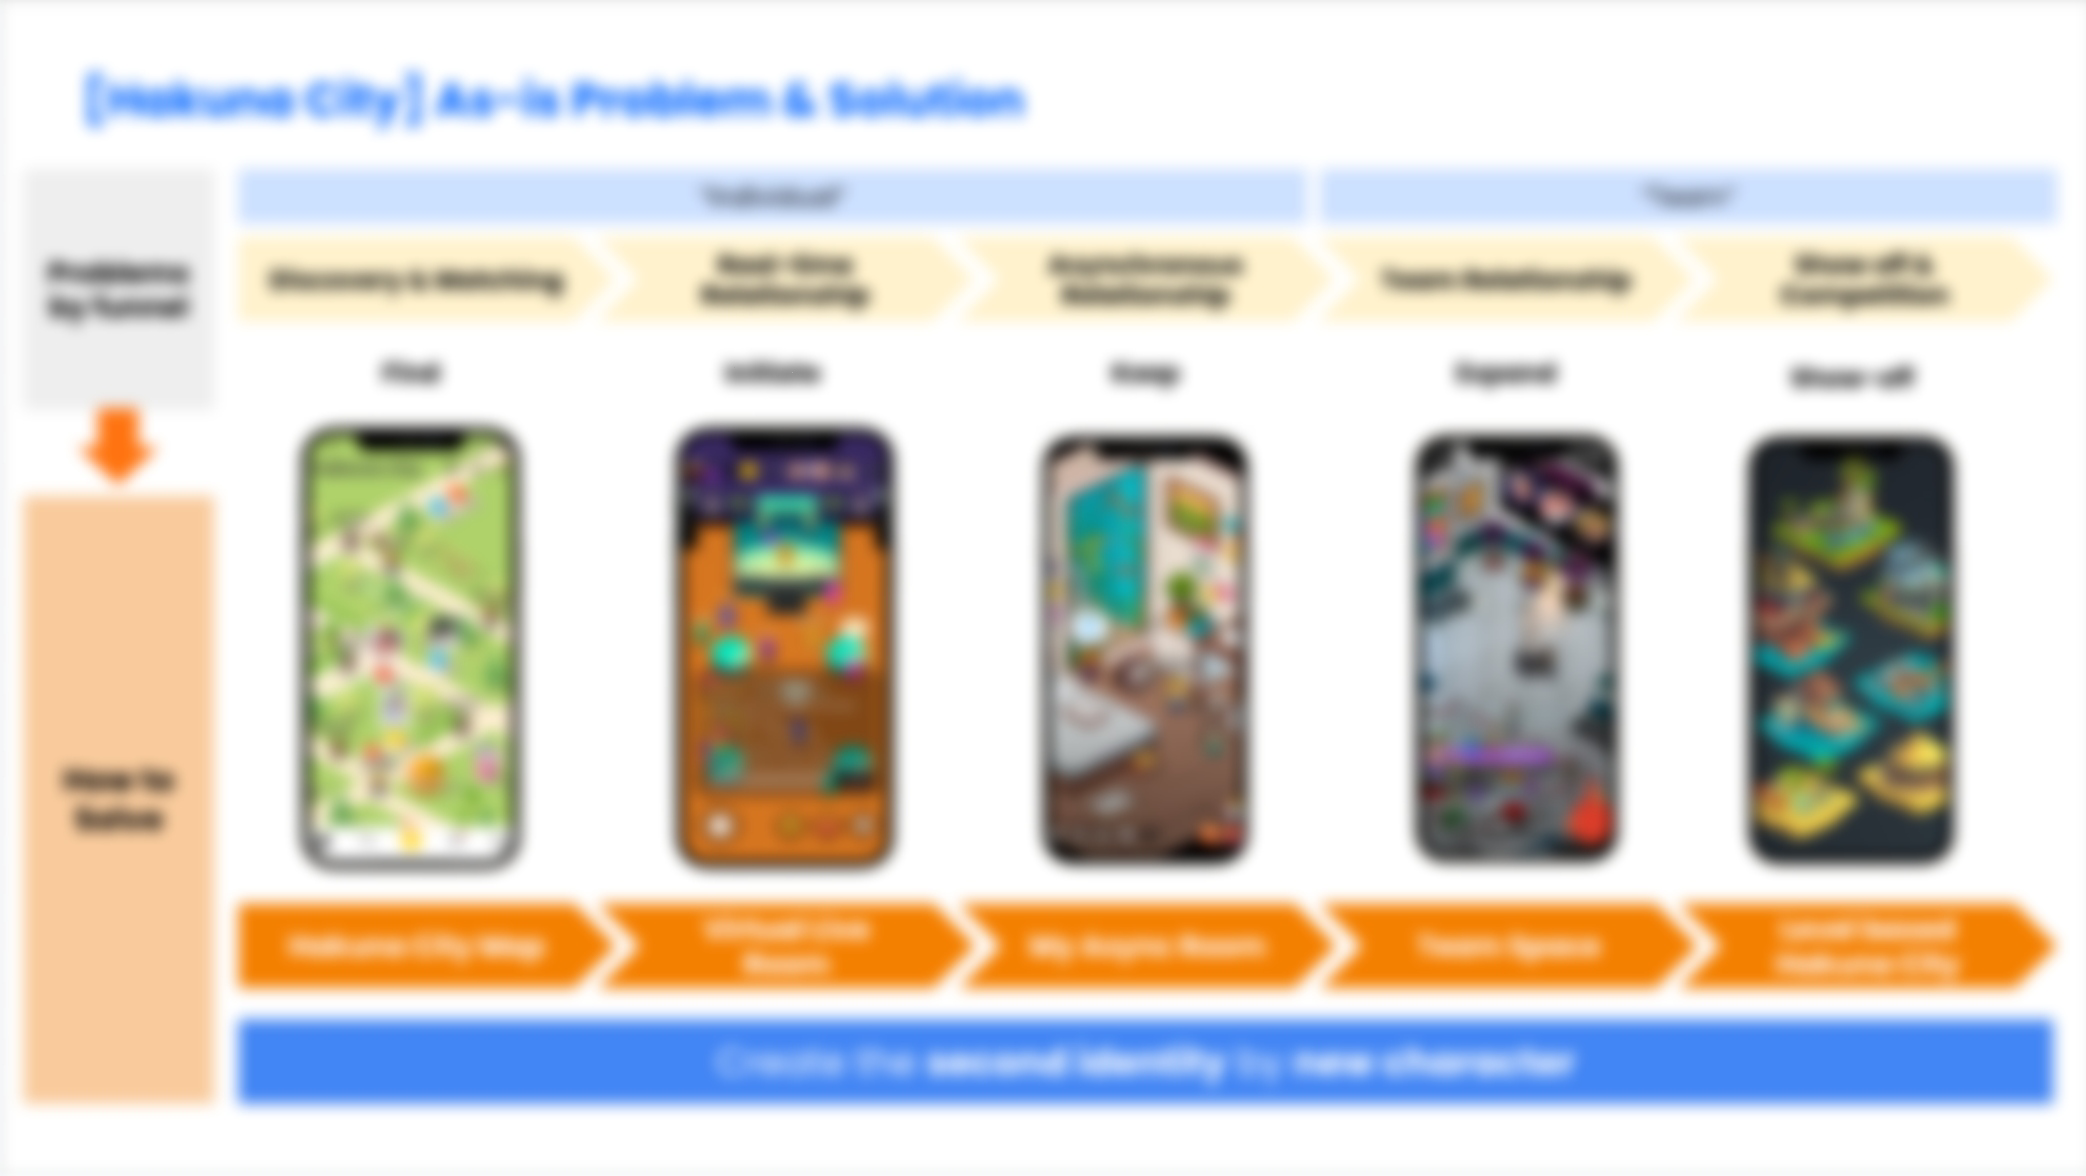 [Hakuna City] As-is Problem & Solution
"Individual"
"Team"
Problems
by funnel
Discovery & Matching
Real-time
Relationship
Asynchronous
Relationship
Team Relationship
Show off &
Competition
Find
Initiate
Keep
Expand
Show-off
How to
Solve
Hakuna City Map
Virtual Live
Room
My Async Room
Team Space
Level based
Hakuna City
Create the second identity by new character